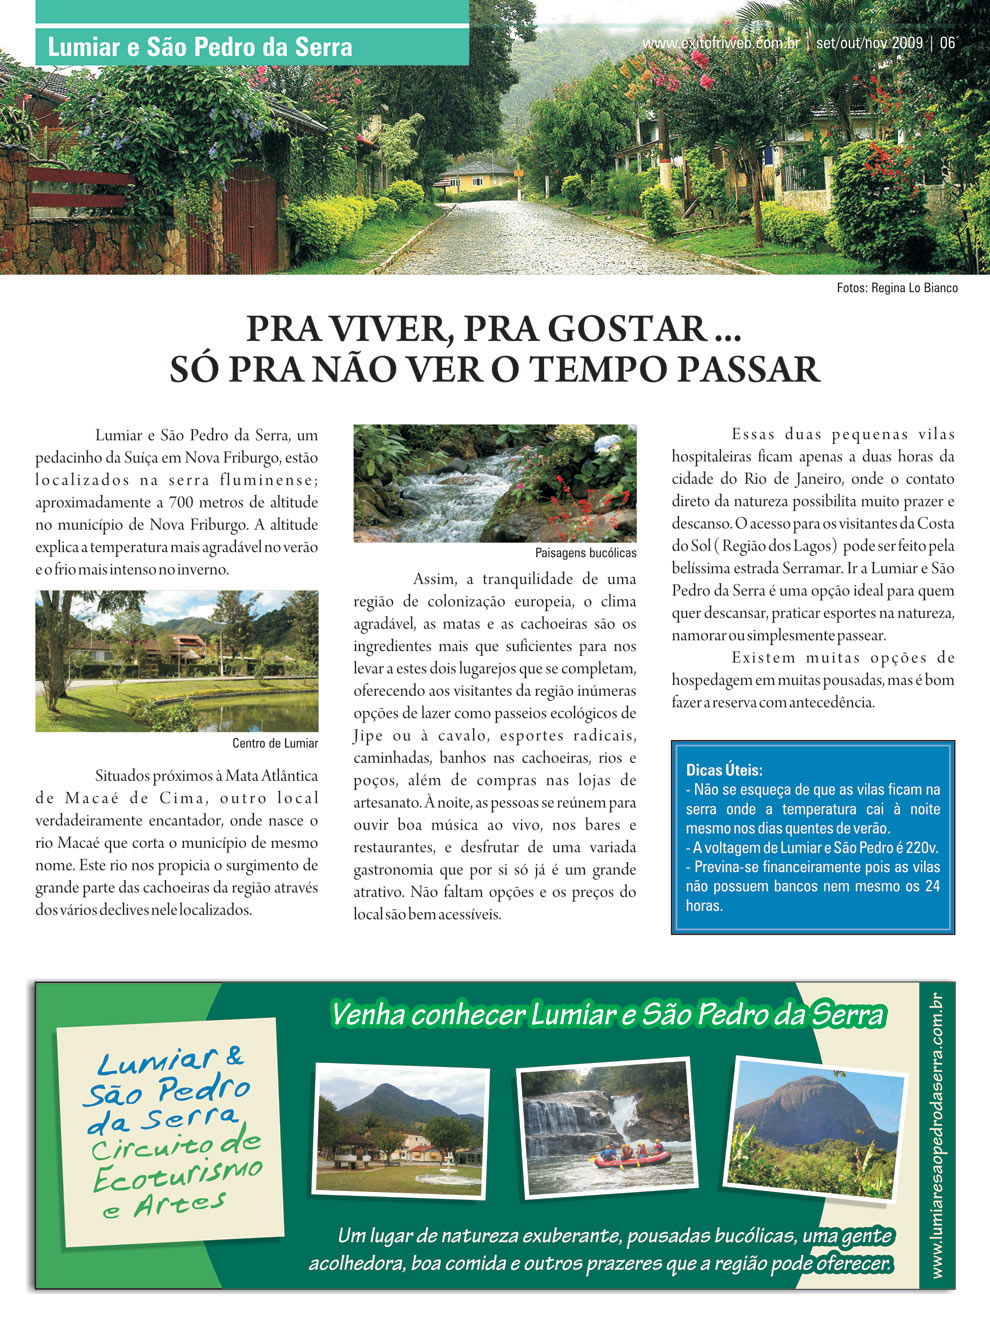 Lumiar e São Pedro da Serra
www.exitofriweb.com.br | set/out/nov 2009 | 06
Fotos: Regina Lo Bianco
PRA VIVER, PRA GOSTAR ...
SÓ PRA NÃO VER O TEMPO PASSAR
Lumiar e São Pedro da Serra, um
pedacinho da Suíça em Nova Friburgo, estão
localizados na serra fluminense;
aproximadamente a 700 metros de altitude
no município de Nova Friburgo. A altitude
explica a temperatura mais agradável no verão
e o frio mais intenso no inverno.
Centro de Lumiar
Situados próximos à Mata Atlântica
de Macaé de Cima, outro local
verdadeiramente encantador, onde nasce o
rio Macaé que corta o município de mesmo
nome. Este rio nos propicia o surgimento de
grande parte das cachoeiras da região através
dos vários declives nele localizados.
Paisagens bucólicas
Assim, a tranquilidade de uma
região de colonização europeia, o clima
agradável, as matas e as cachoeiras são os
ingredientes mais que suficientes para nos
levar a estes dois lugarejos que se completam,
oferecendo aos visitantes da região inúmeras
opções de lazer como passeios ecológicos de
Jipe ou à cavalo, esportes radicais,
caminhadas, banhos nas cachoeiras, rios e
poços, além de compras nas lojas de
artesanato. À noite, as pessoas se reúnem para
ouvir boa música ao vivo, nos bares e
restaurantes, e desfrutar de uma variada
gastronomia que por si só já é um grande
atrativo. Não faltam opções e os preços do
local são bem acessíveis.
Essas duas pequenas vilas
hospitaleiras ficam apenas a duas horas da
cidade do Rio de Janeiro, onde o contato
direto da natureza possibilita muito prazer e
descanso. O acesso para os visitantes da Costa
do Sol ( Região dos Lagos) pode ser feito pela
belíssima estrada Serramar. Ir a Lumiar e São
Pedro da Serra é uma opção ideal para quem
quer descansar, praticar esportes na natureza,
namorar ou simplesmente passear.
Existem muitas opções de
hospedagem em muitas pousadas, mas é bom
fazer a reserva com antecedência.
Dicas Úteis:
- Não se esqueça de que as vilas ficam na
serra onde a temperatura cai à noite
mesmo nos dias quentes de verão.
- A voltagem de Lumiar e São Pedro é 220v.
- Previna-se financeiramente pois as vilas
não possuem bancos nem mesmo os 24
horas.
Venha conhecer Lumiar e São Pedro da Serra
Lumiar &
São Pedro
da Serra
Circuito de
Ecoturismo
e Artes
Um lugar de natureza exuberante, pousadas bucólicas, uma gente
acolhedora, boa comida e outros prazeres que a região pode oferecer.
www.lumiaresaopedrodaserra.com.br